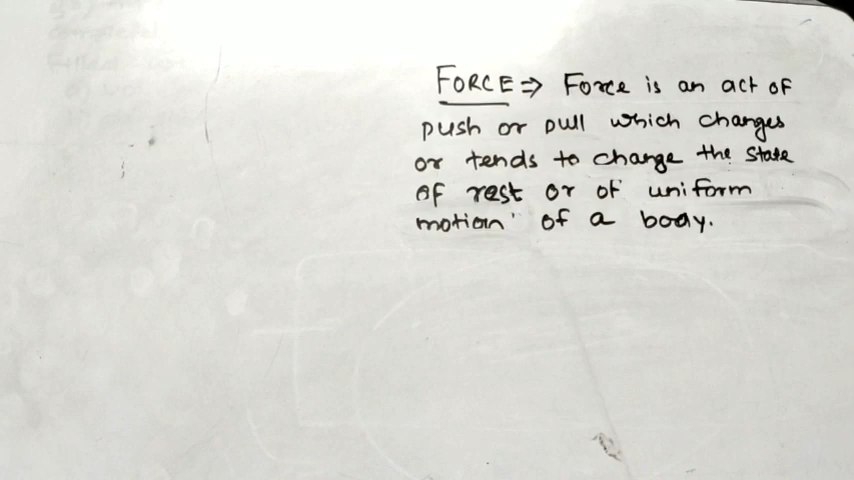 FORCE ⇒ Force is an act of
push or pull which changes
or tends to change the state
of rest or of uniform
motion of a body.